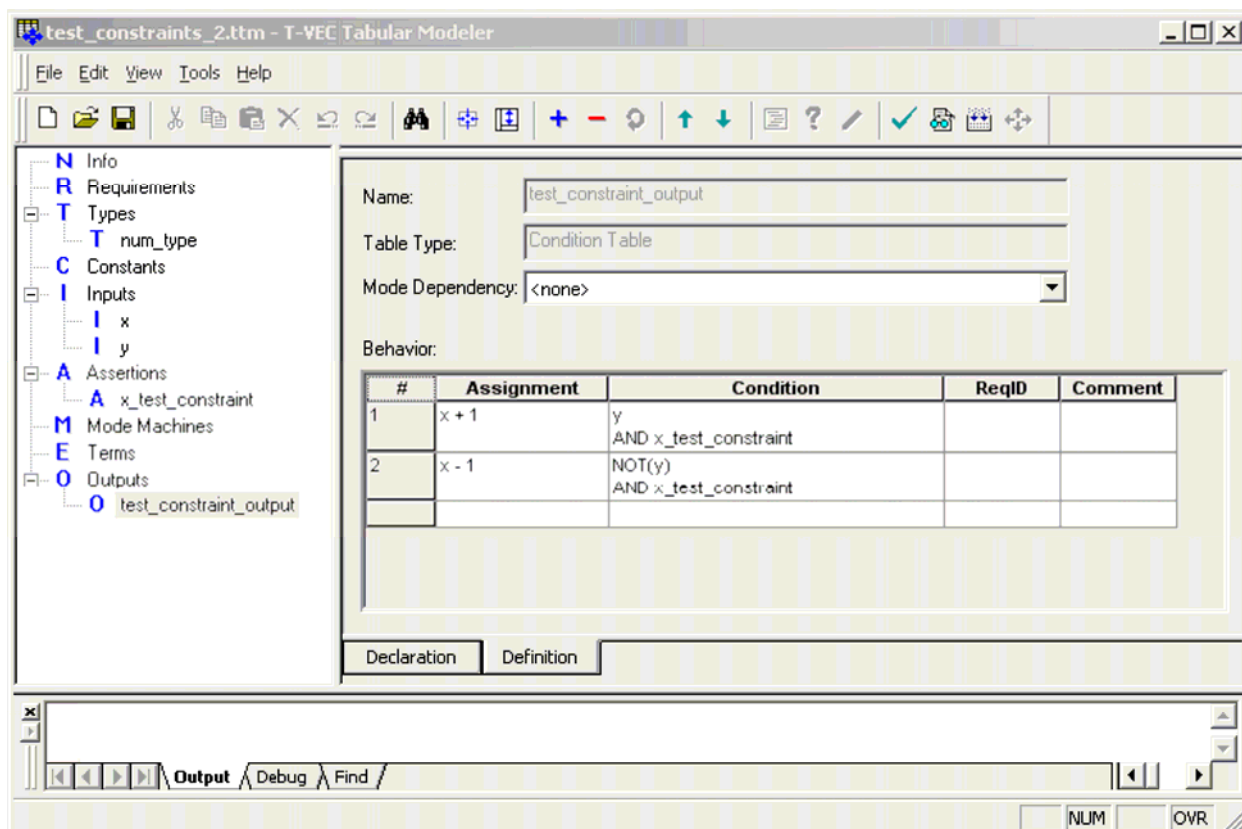 test_constraints_2.ttm - T-VEC Tabular Modeler
File Edit View Tools Help
N Info
R Requirements
T Types
T num_type
C Constants
I Inputs
I x
I y
A Assertions
A x_test_constraint
M Mode Machines
E Terms
O Outputs
O test_constraint_output
Name: test_constraint_output
Table Type: Condition Table
Mode Dependency: <none>
Behavior:
# Assignment Condition ReqID Comment
1 x + 1 y
AND x_test_constraint
2 x - 1 NOT(y)
AND x_test_constraint
Declaration Definition
Output Debug Find
NUM OVR